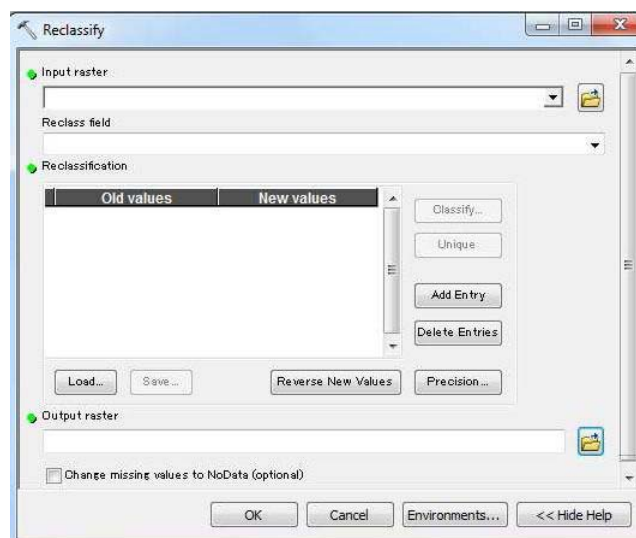 Reclassify
Input raster
Reclass field
Reclassification
Old values New values
Classify...
Unique
Add Entry
Delete Entries
Load... Save... Reverse New Values Precision...
Output raster
Change missing values to NoData (optional)
OK Cancel Environments... << Hide Help